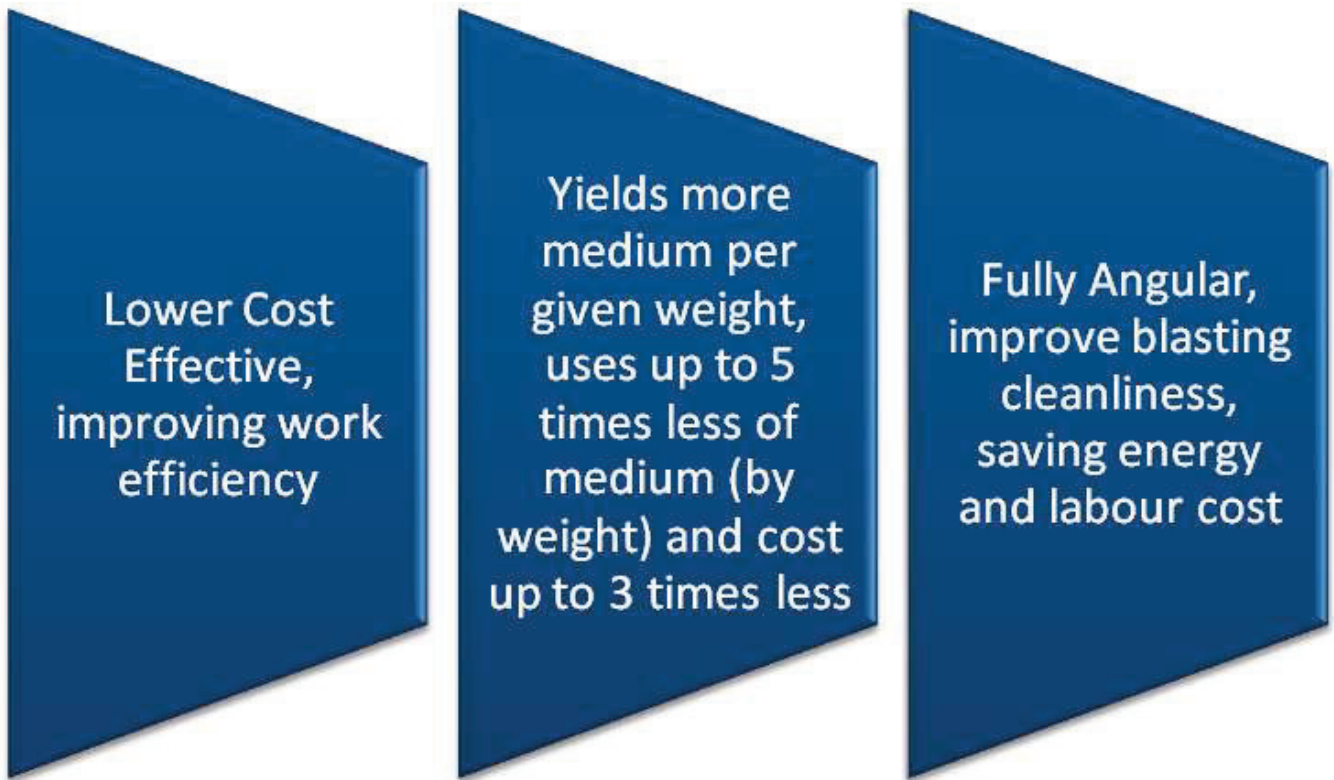 Lower Cost
Effective,
improving work
efficiency
Yields more
medium per
given weight,
uses up to 5
times less of
medium (by
weight) and cost
up to 3 times less
Fully Angular,
improve blasting
cleanliness,
saving energy
and labour cost